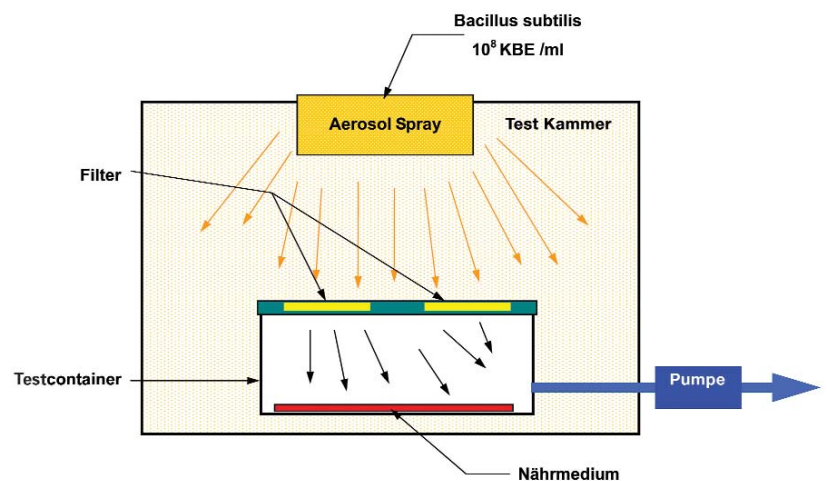 Bacillus subtilis
10⁸ KBE /ml
Aerosol Spray
Test Kammer
Filter
Testcontainer
Pumpe
Nährmedium